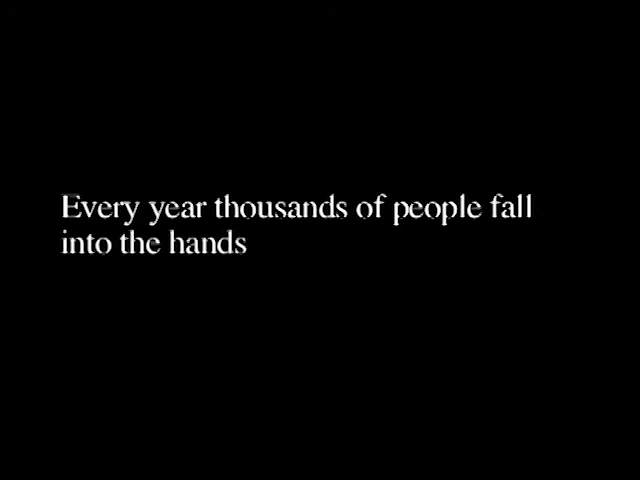 Every year thousands of people fall
into the hands